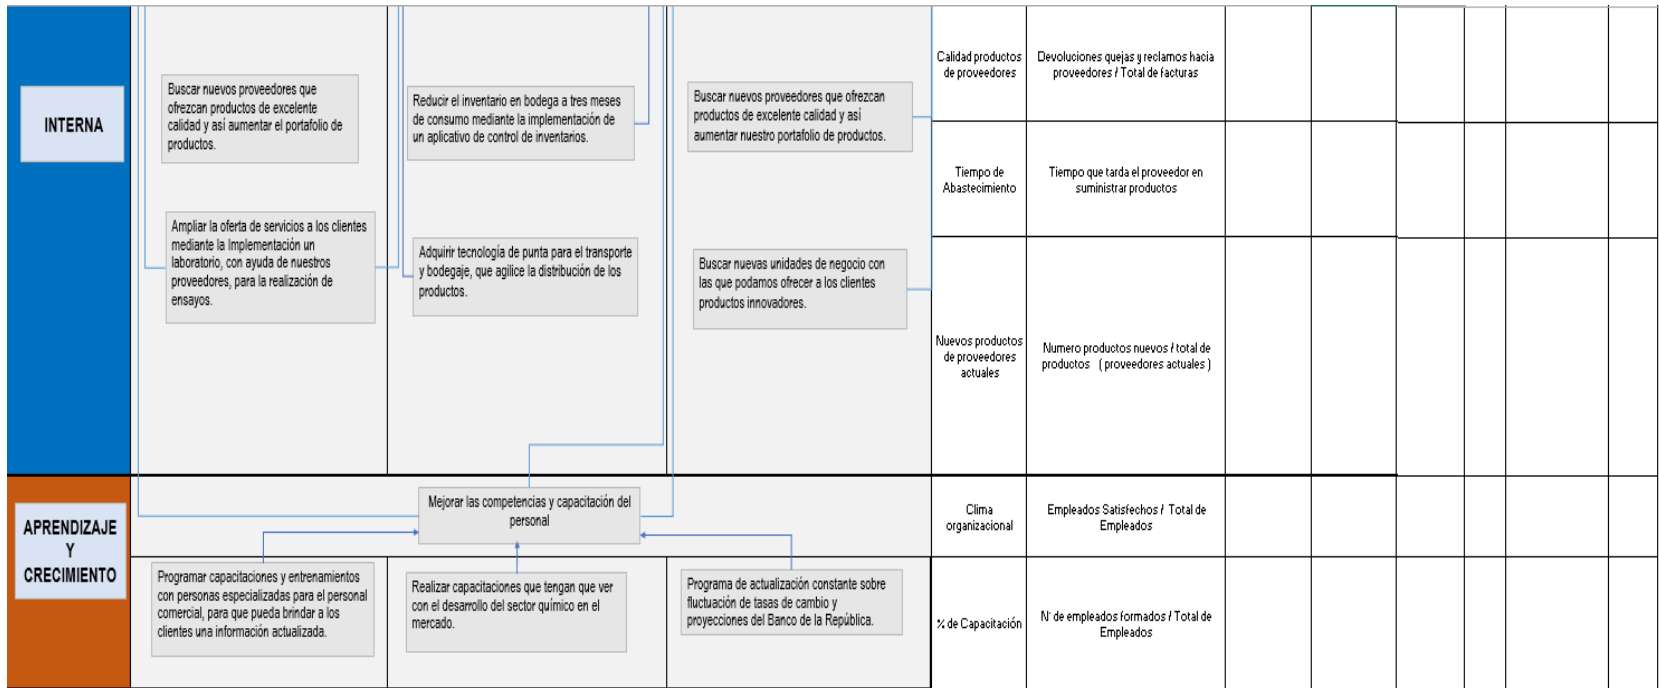 INTERNA
Buscar nuevos proveedores que
ofrezcan productos de excelente
calidad y así aumentar el portafolio de
productos.
Reducir el inventario en bodega a tres meses
de consumo mediante la implementación de
un aplicativo de control de inventarios.
Buscar nuevos proveedores que ofrezcan
productos de excelente calidad y así
aumentar nuestro portafolio de productos.
Calidad productos
de proveedores
Devoluciones quejas y reclamos hacia
proveedores / Total de facturas
Tiempo de
Abastecimiento
Tiempo que tarda el proveedor en
suministrar productos
Ampliar la oferta de servicios a los clientes
mediante la Implementación un
laboratorio, con ayuda de nuestros
proveedores, para la realización de
ensayos.
Adquirir tecnología de punta para el transporte
y bodegaje, que agilice la distribución de los
productos.
Buscar nuevas unidades de negocio con
las que podamos ofrecer a los clientes
productos innovadores.
Nuevos productos
de proveedores
actuales
Numero productos nuevos / total de
productos ( proveedores actuales )
APRENDIZAJE
Y
CRECIMIENTO
Mejorar las competencias y capacitación del
personal
Clima
organizacional
Empleados Satisfechos / Total de
Empleados
Programar capacitaciones y entrenamientos
con personas especializadas para el personal
comercial, para que pueda brindar a los
clientes una información actualizada.
Realizar capacitaciones que tengan que ver
con el desarrollo del sector químico en el
mercado.
Programa de actualización constante sobre
fluctuación de tasas de cambio y
proyecciones del Banco de la República.
% de Capacitación
N° de empleados formados / Total de
Empleados